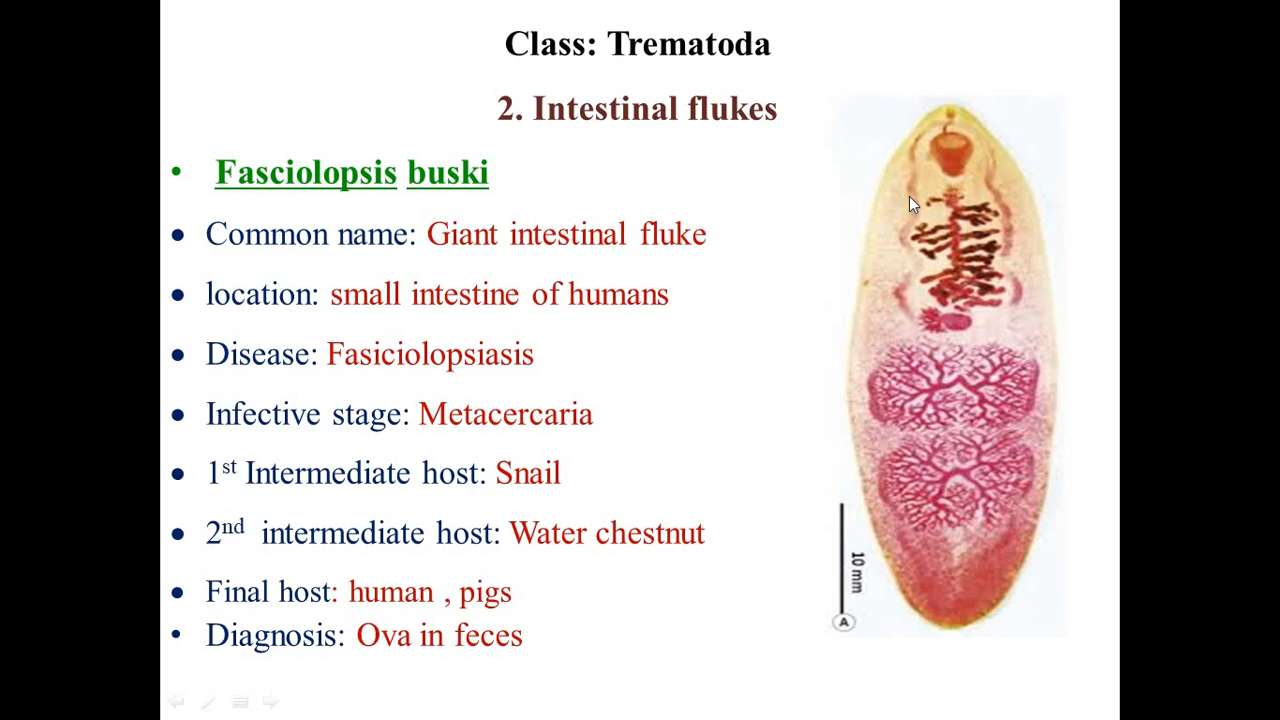 Class: Trematoda
2. Intestinal flukes
• Fasciolopsis buski
• Common name: Giant intestinal fluke
• location: small intestine of humans
• Disease: Fasiciolopsiasis
• Infective stage: Metacercaria
• 1st Intermediate host: Snail
• 2nd intermediate host: Water chestnut
• Final host: human , pigs
• Diagnosis: Ova in feces
10 mm
A